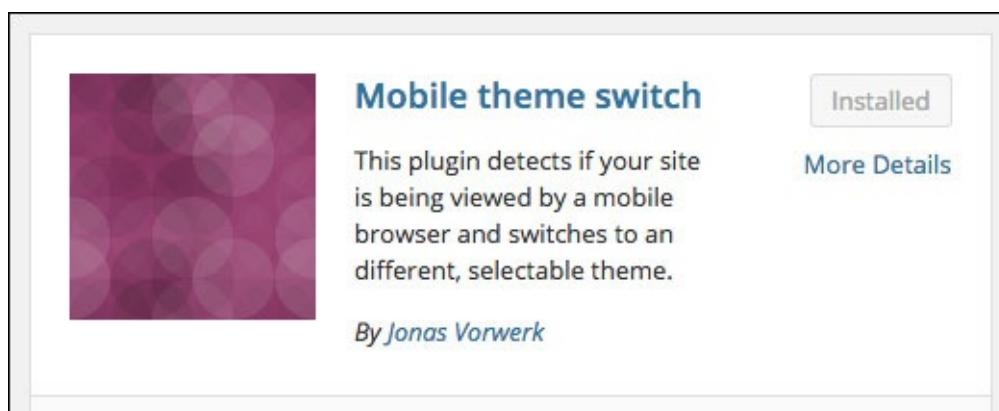 Mobile theme switch
Installed
More Details
This plugin detects if your site
is being viewed by a mobile
browser and switches to an
different, selectable theme.
By Jonas Vorwerk